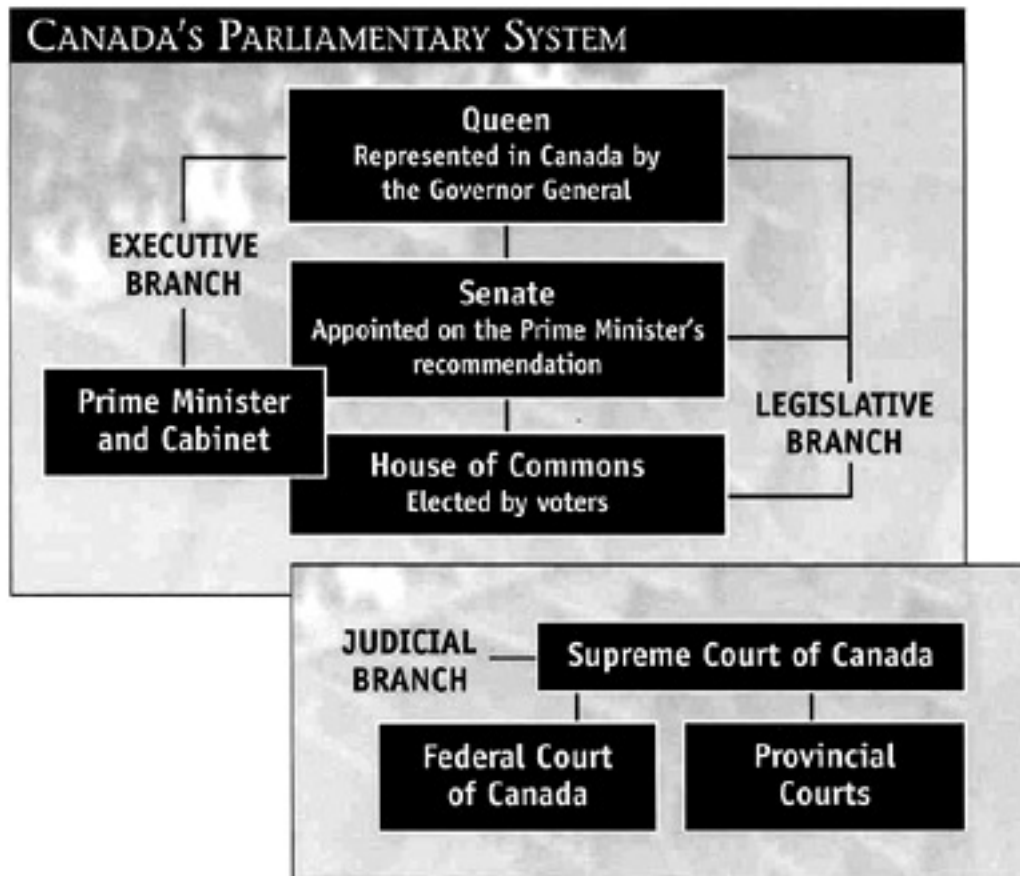 CANADA'S PARLIAMENTARY SYSTEM
Queen
Represented in Canada by
the Governor General
EXECUTIVE
BRANCH
Senate
Appointed on the Prime Minister's
recommendation
Prime Minister
and Cabinet
LEGISLATIVE
BRANCH
House of Commons
Elected by voters
JUDICIAL
BRANCH
Supreme Court of Canada
Federal Court
of Canada
Provincial
Courts